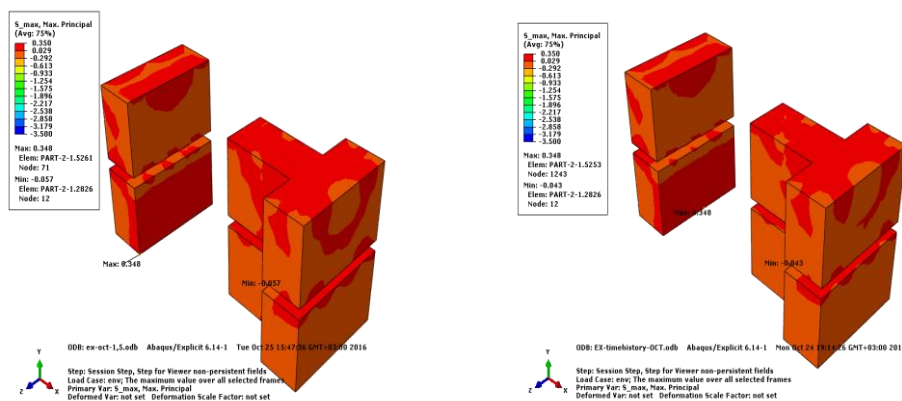 S_max, Max. Principal
(Avg: 75%)
0.350
0.029
-0.292
-0.613
-0.933
-1.254
-1.575
-1.896
-2.217
-2.538
-2.858
-3.179
-3.500
Max: 0.348
Elem: PART-2-1.5261
Node: 71
Min: -0.057
Elem: PART-2-1.2826
Node: 12
Max: 0.348
Min: -0.057
ODB: ex-oct-1,5.odb Abaqus/Explicit 6.14-1 Tue Oct 25 15:47:36 GMT+03:00 2016
Step: Session Step, Step for Viewer non-persistent fields
Load Case: env; The maximum value over all selected frames
Primary Var: S_max, Max. Principal
Deformed Var: not set Deformation Scale Factor: not set
Y
Z
X
S_max, Max. Principal
(Avg: 75%)
0.350
0.029
-0.292
-0.613
-0.933
-1.254
-1.575
-1.896
-2.217
-2.538
-2.858
-3.179
-3.500
Max: 0.348
Elem: PART-2-1.5253
Node: 1243
Min: -0.043
Elem: PART-2-1.2826
Node: 12
0.348
Min: -0.043
ODB: EX-timehistory-OCT.odb Abaqus/Explicit 6.14-1 Mon Oct 24 19:14:26 GMT+03:00 201
Step: Session Step, Step for Viewer non-persistent fields
Load Case: env; The maximum value over all selected frames
Primary Var: S_max, Max. Principal
Deformed Var: not set Deformation Scale Factor: not set
Y
Z
X